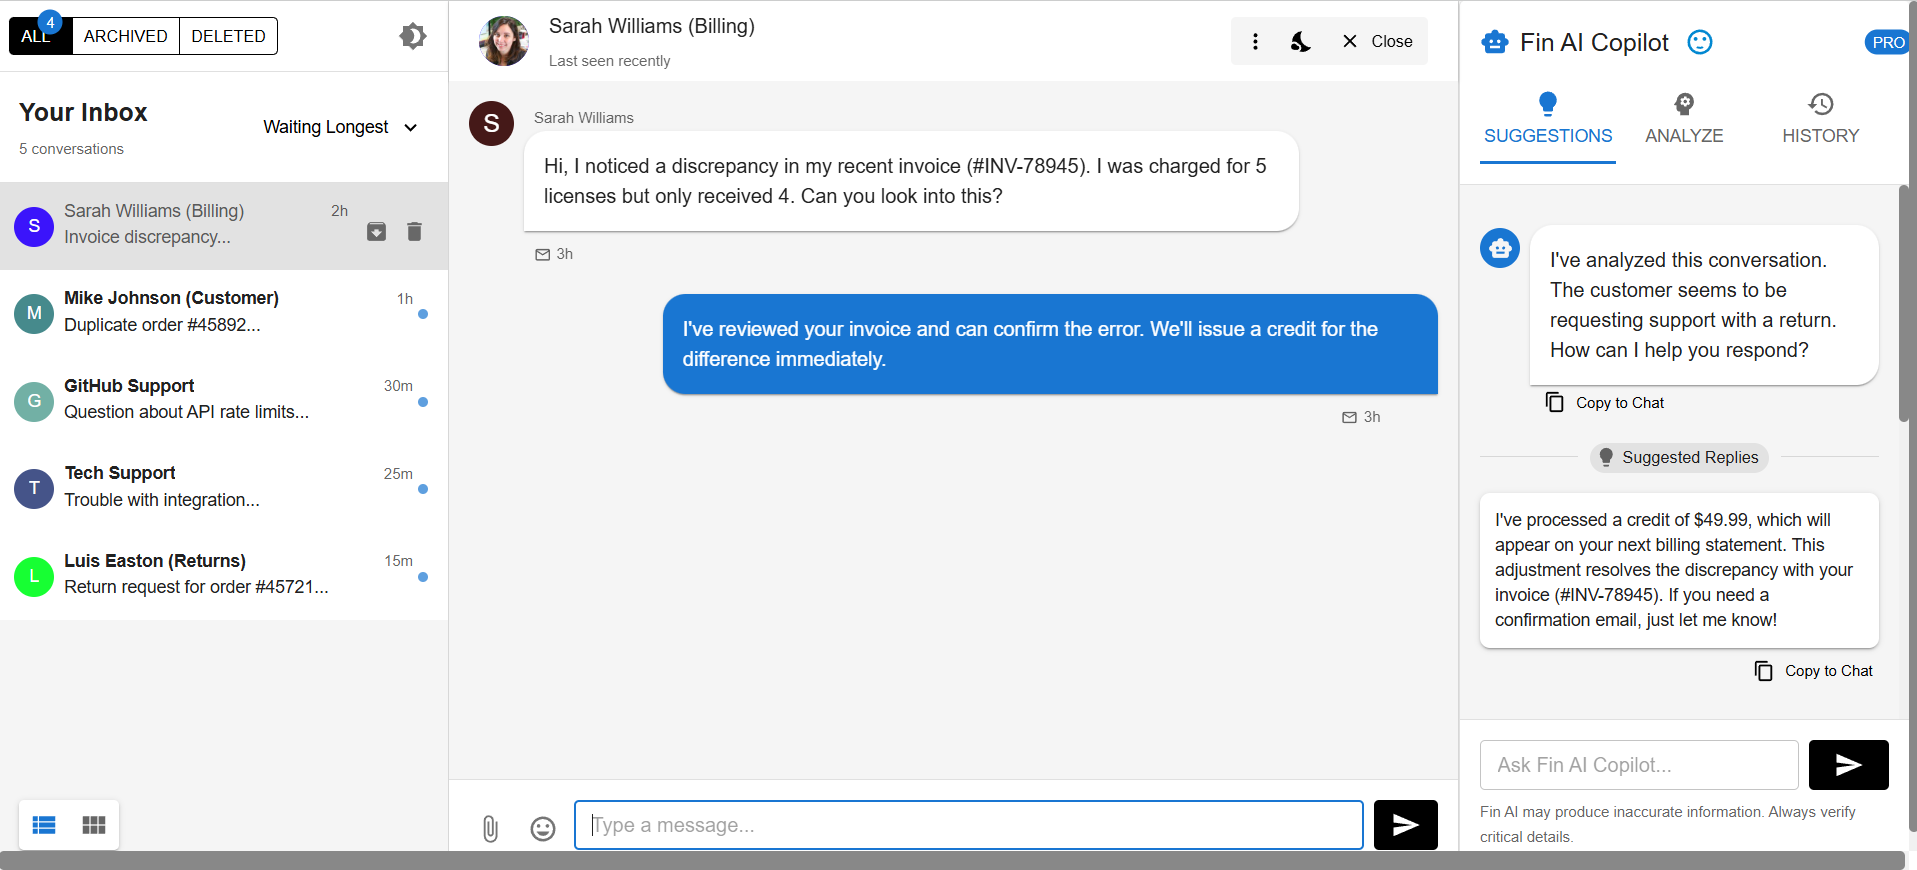 4
ALL
ARCHIVED
DELETED
Your Inbox
5 conversations
Waiting Longest
S
Sarah Williams (Billing)
2h
Invoice discrepancy...
M
Mike Johnson (Customer)
1h
Duplicate order #45892...
G
GitHub Support
30m
Question about API rate limits...
T
Tech Support
25m
Trouble with integration...
L
Luis Easton (Returns)
15m
Return request for order #45721...
Sarah Williams (Billing)
Last seen recently
Close
S
Sarah Williams
Hi, I noticed a discrepancy in my recent invoice (#INV-78945). I was charged for 5
licenses but only received 4. Can you look into this?
3h
I've reviewed your invoice and can confirm the error. We'll issue a credit for the
difference immediately.
3h
Type a message...
Fin AI Copilot
PRO
SUGGESTIONS
ANALYZE
HISTORY
I've analyzed this conversation.
The customer seems to be
requesting support with a return.
How can I help you respond?
Copy to Chat
Suggested Replies
I've processed a credit of $49.99, which will
appear on your next billing statement. This
adjustment resolves the discrepancy with your
invoice (#INV-78945). If you need a
confirmation email, just let me know!
Copy to Chat
Ask Fin AI Copilot...
Fin AI may produce inaccurate information. Always verify
critical details.